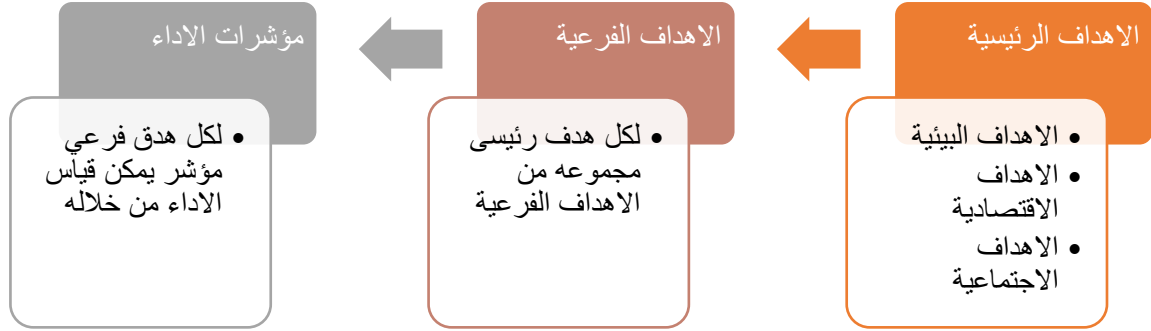 الاهداف الرئيسية
• الاهداف البيئية
• الاهداف
الاقتصادية
• الاهداف
الاجتماعية
الاهداف الفرعية
• لكل هدف رئيسى
مجموعه من
الاهداف الفرعية
مؤشرات الاداء
• لكل هدق فرعي
مؤشر يمكن قياس
الاداء من خلاله